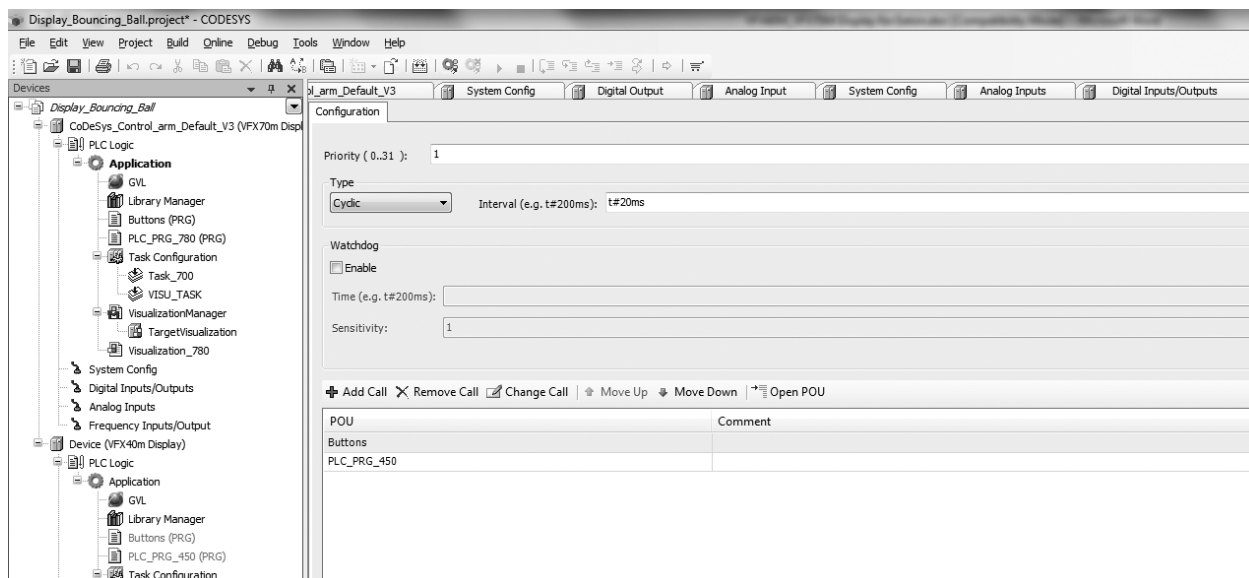 Display_Bouncing_Ball.project* - CODESYS
File Edit View Project Build Online Debug Tools Window Help
Devices
Display_Bouncing_Ball
CoDeSys_Control_arm_Default_V3 (VFX70m Displ
PLC Logic
Application
GVL
Library Manager
Buttons (PRG)
PLC_PRG_780 (PRG)
Task Configuration
Task_700
VISU_TASK
VisualizationManager
TargetVisualization
Visualization_780
System Config
Digital Inputs/Outputs
Analog Inputs
Frequency Inputs/Output
Device (VFX40m Display)
PLC Logic
Application
GVL
Library Manager
Buttons (PRG)
PLC_PRG_450 (PRG)
Task Configuration
ol_arm_Default_V3 System Config Digital Output Analog Input System Config Analog Inputs Digital Inputs/Outputs
Configuration
Priority ( 0..31 ): 1
Type
Cyclic Interval (e.g. t#200ms): t#20ms
Watchdog
Enable
Time (e.g. t#200ms):
Sensitivity: 1
Add Call Remove Call Change Call Move Up Move Down Open POU
POU Comment
Buttons
PLC_PRG_450